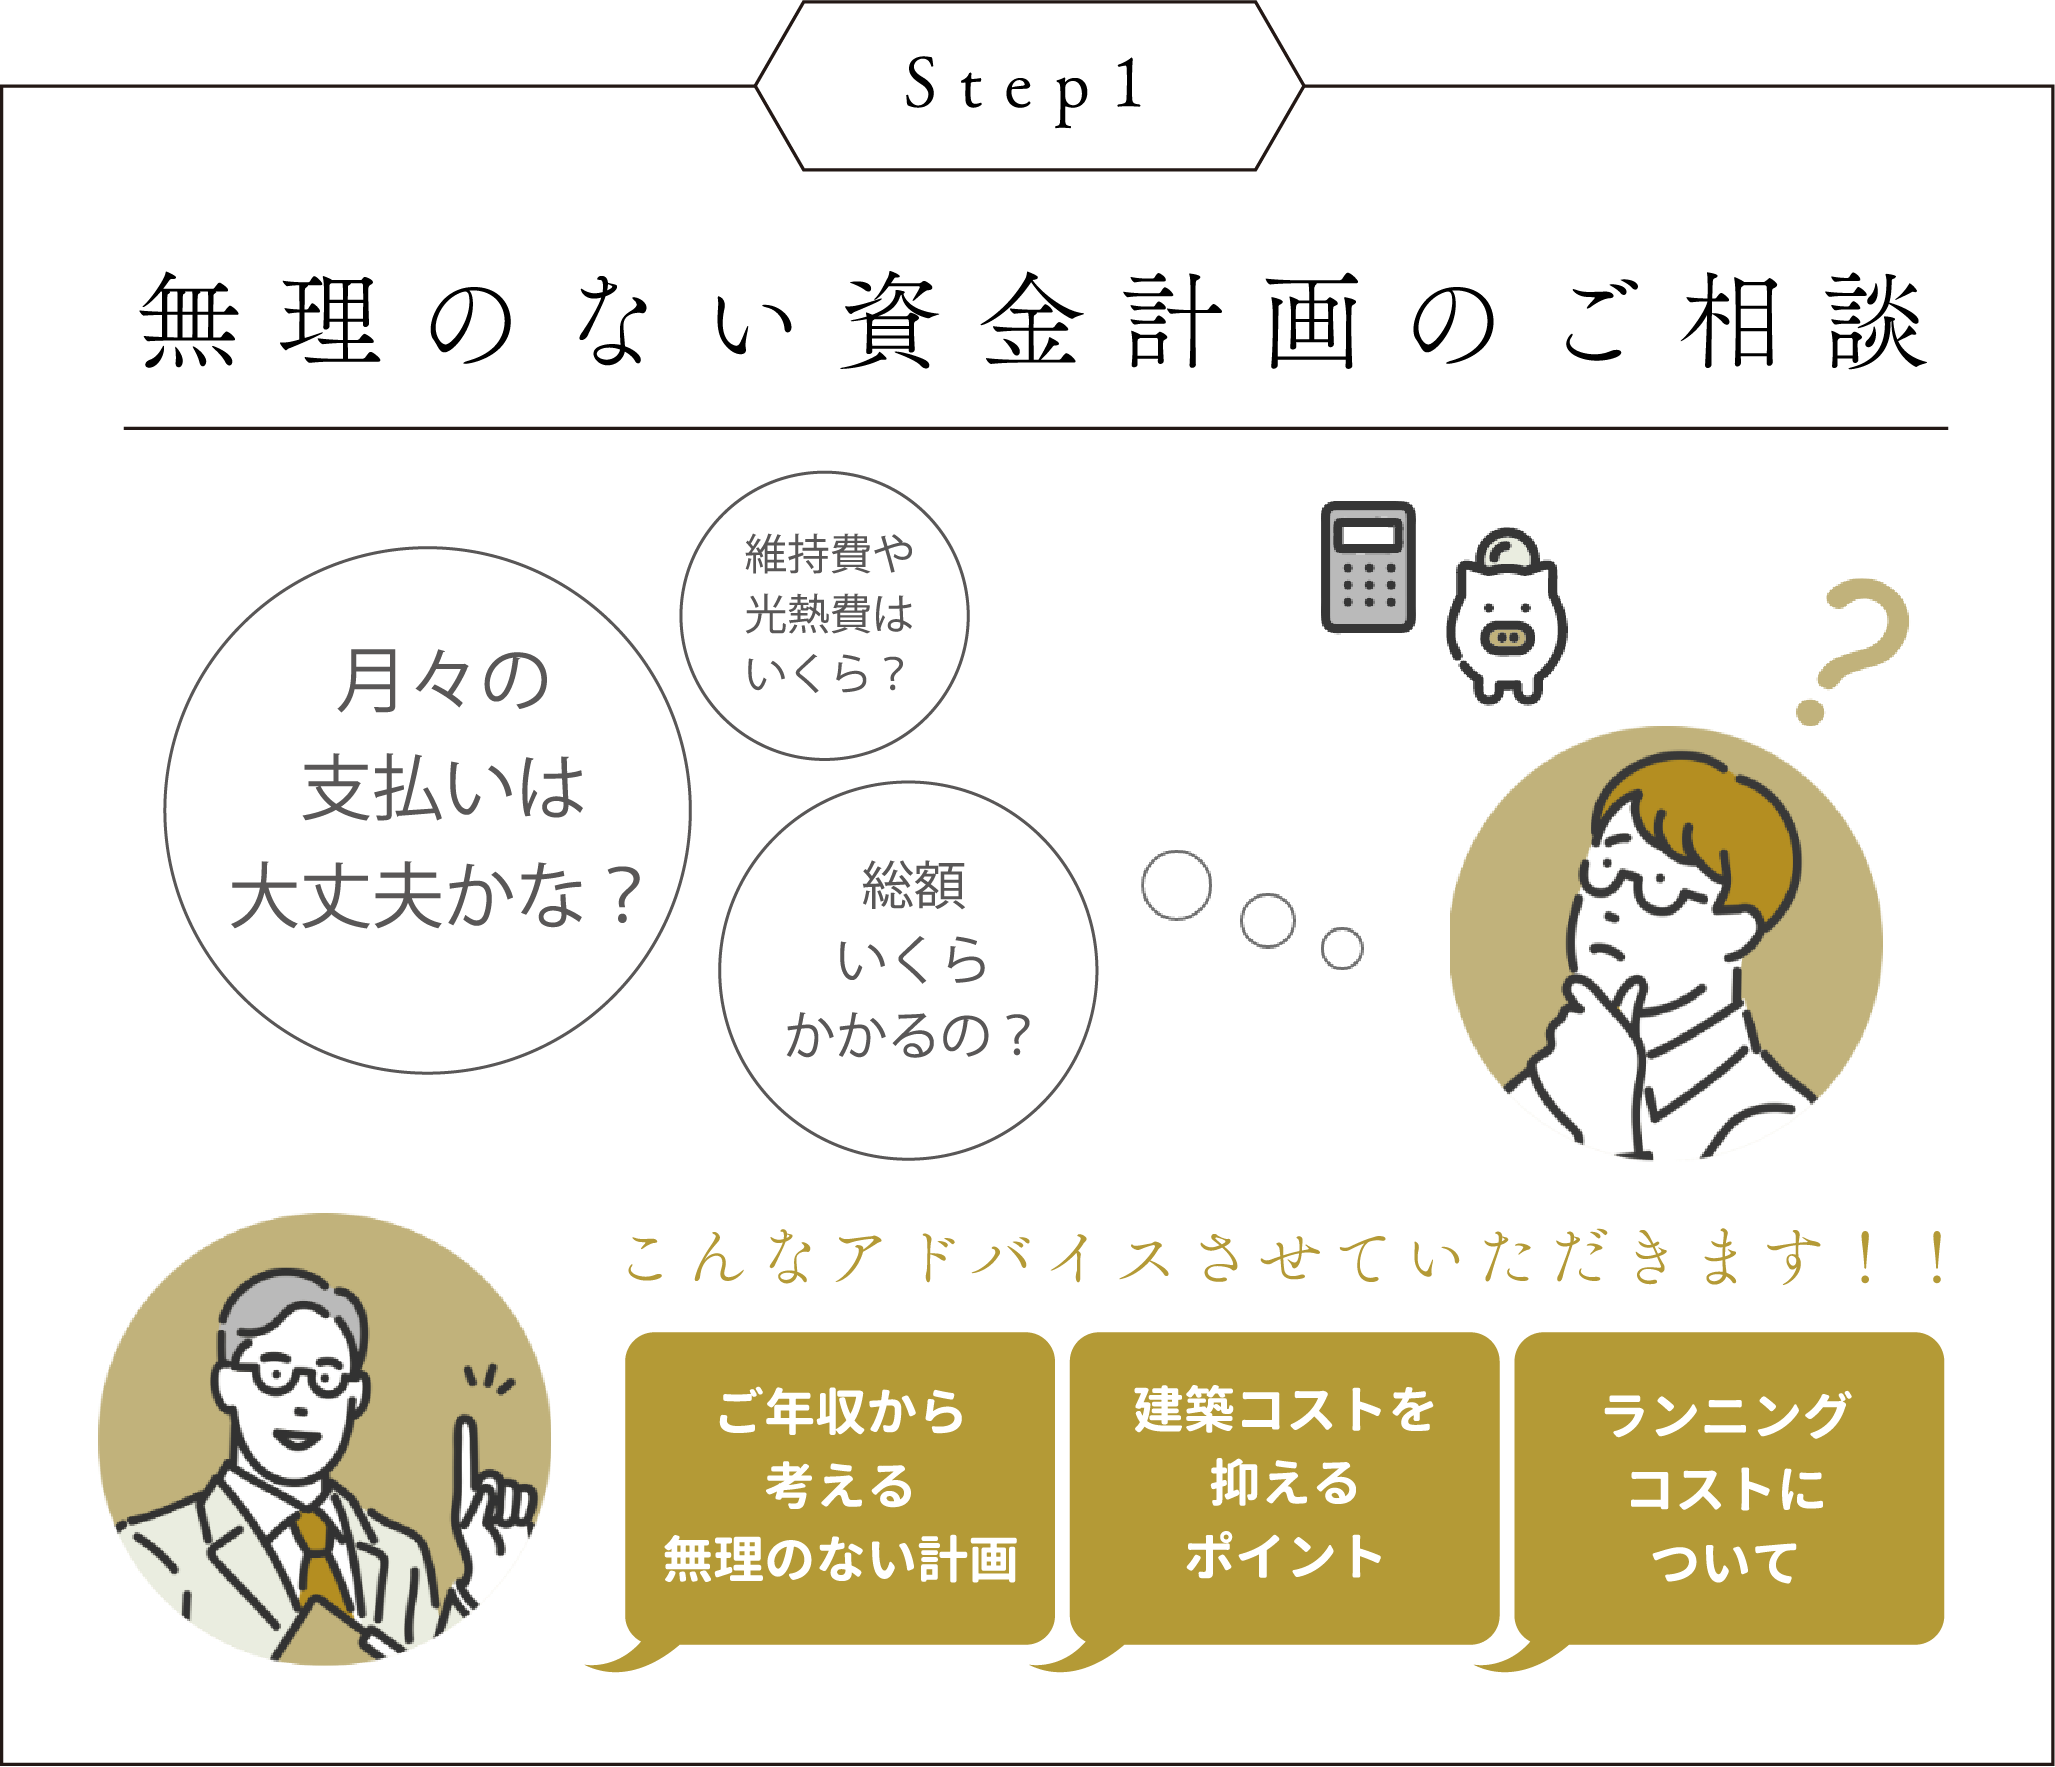 Step1
無理のない資金計画のご相談
維持費や
光熱費は
いくら？
月々の
支払いは
大丈夫かな？
総額
いくら
かかるの？
こんなアドバイスさせていただきます！！
ご年収から
考える
無理のない計画
建築コストを
抑える
ポイント
ランニング
コストに
ついて